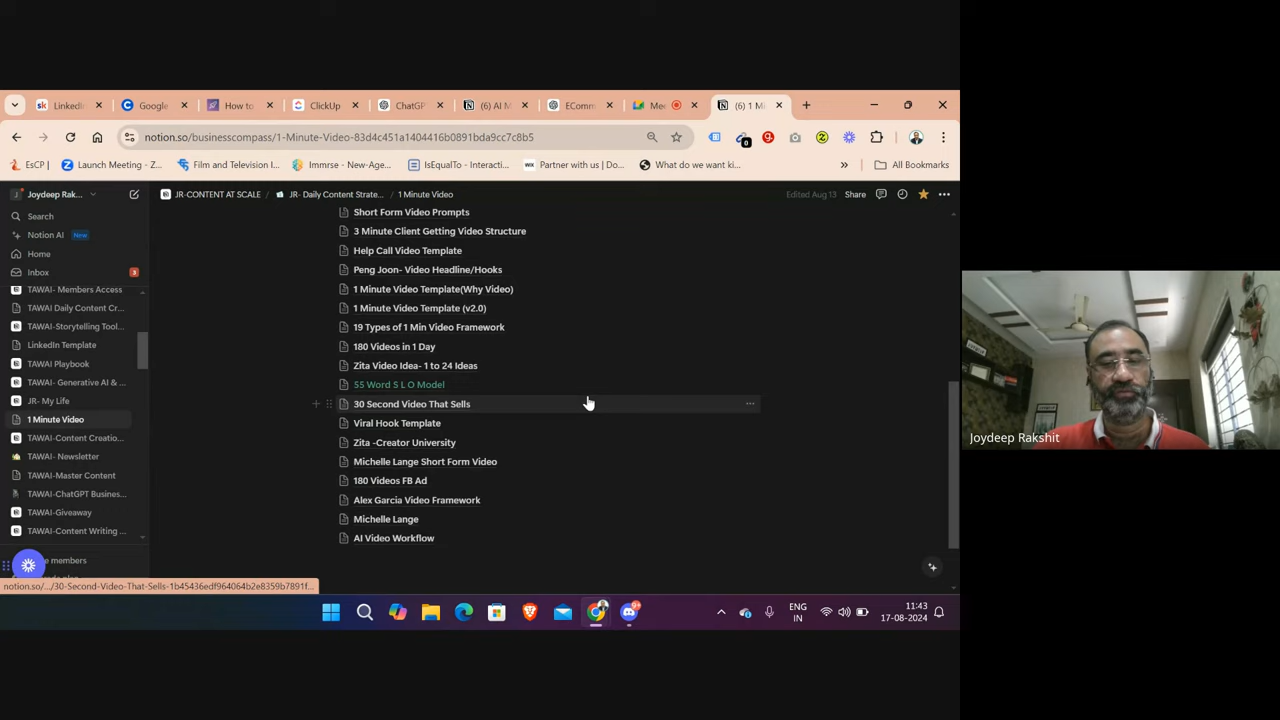 LinkedIn
Google
How to
ClickUp
ChatGP
(6) AI M
EComm
Mee
(6) 1 Mi
notion.so/businesscompass/1-Minute-Video-83d4c451a1404416b0891bda9cc7c8b5
EsCP
Launch Meeting - Z...
Film and Television I...
Immrse - New-Age...
IsEqualTo - Interacti...
Partner with us | Do...
What do we want ki...
All Bookmarks
Joydeep Rak...
JR-CONTENT AT SCALE / JR- Daily Content Strate... / 1 Minute Video
Edited Aug 13
Share
Search
Notion AI New
Home
Inbox 3
TAWAI- Members Access
TAWAI Daily Content Cr...
TAWAI-Storytelling Tool...
LinkedIn Template
TAWAI Playbook
TAWAI- Generative AI & ...
JR- My Life
1 Minute Video
TAWAI-Content Creatio...
TAWAI- Newsletter
TAWAI-Master Content
TAWAI-ChatGPT Busines...
TAWAI-Giveaway
TAWAI-Content Writing ...
members
Short Form Video Prompts
3 Minute Client Getting Video Structure
Help Call Video Template
Peng Joon- Video Headline/Hooks
1 Minute Video Template(Why Video)
1 Minute Video Template (v2.0)
19 Types of 1 Min Video Framework
180 Videos in 1 Day
Zita Video Idea- 1 to 24 Ideas
55 Word S L O Model
30 Second Video That Sells
Viral Hook Template
Zita -Creator University
Michelle Lange Short Form Video
180 Videos FB Ad
Alex Garcia Video Framework
Michelle Lange
AI Video Workflow
notion.so/.../30-Second-Video-That-Sells-1b45436edf964064b2e8359b7891f...
ENG
IN
11:43
17-08-2024
Joydeep Rakshit